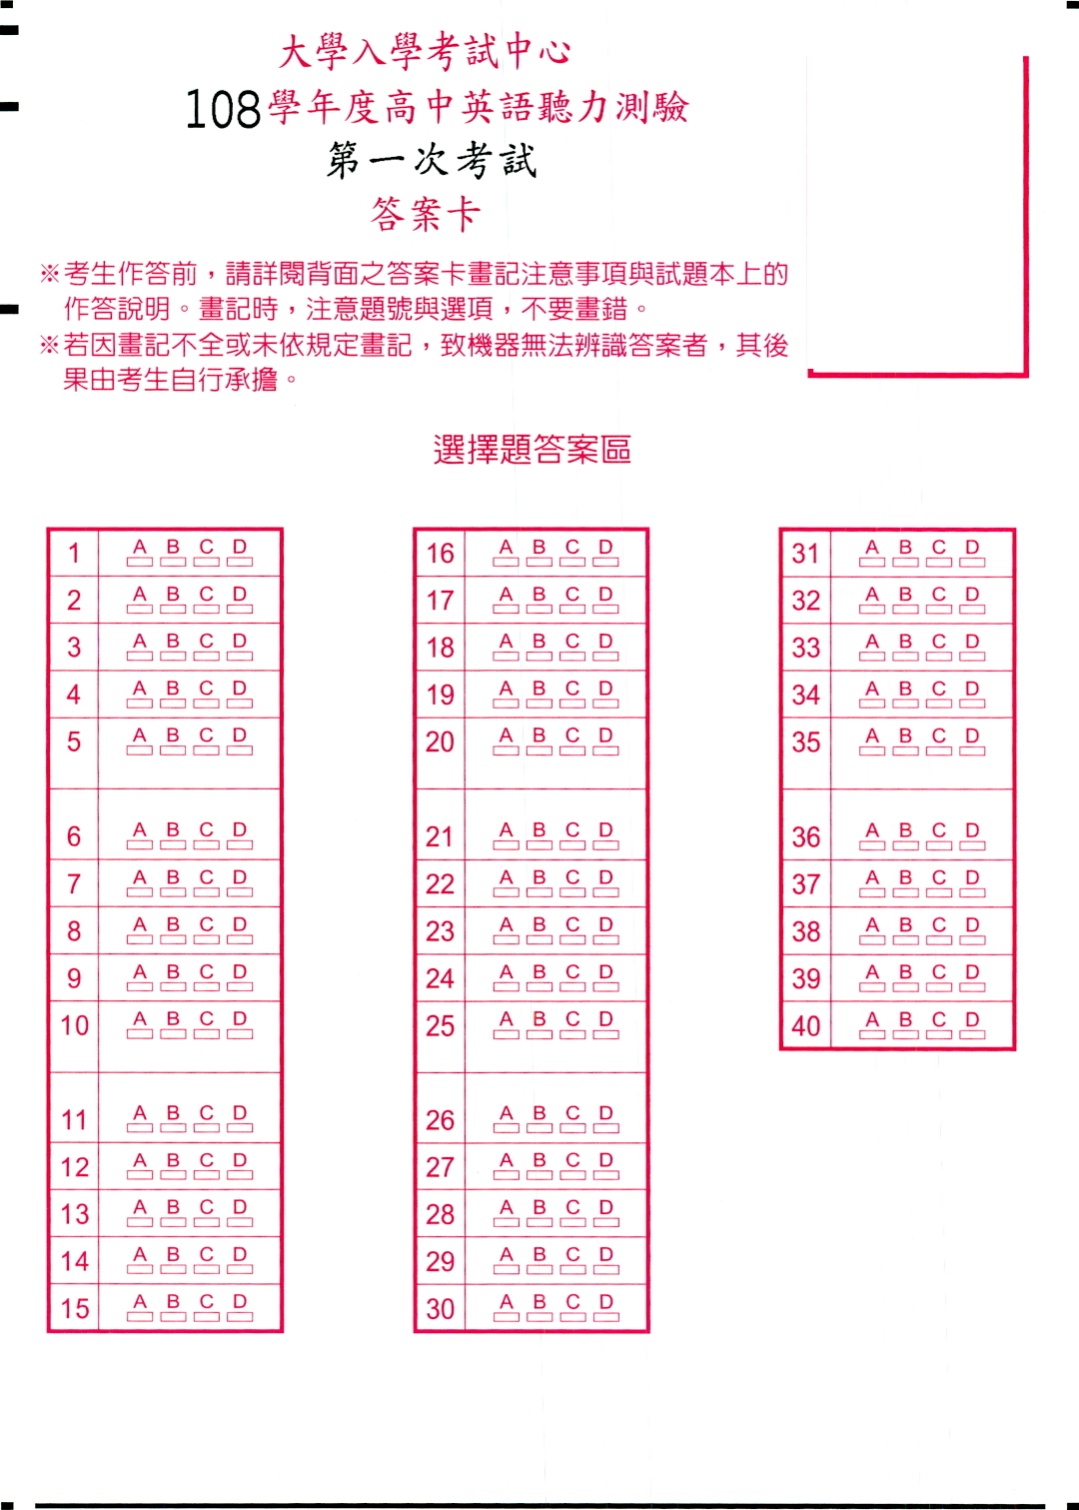 大學入學考試中心
108學年度高中英語聽力測驗
第一次考試
答案卡
※考生作答前，請詳閱背面之答案卡畫記注意事項與試題本上的
作答說明。畫記時，注意題號與選項，不要畫錯。
※若因畫記不全或未依規定畫記，致機器無法辨識答案者，其後
果由考生自行承擔。
選擇題答案區
1 A B C D
2 A B C D
3 A B C D
4 A B C D
5 A B C D
6 A B C D
7 A B C D
8 A B C D
9 A B C D
10 A B C D
11 A B C D
12 A B C D
13 A B C D
14 A B C D
15 A B C D
16 A B C D
17 A B C D
18 A B C D
19 A B C D
20 A B C D
21 A B C D
22 A B C D
23 A B C D
24 A B C D
25 A B C D
26 A B C D
27 A B C D
28 A B C D
29 A B C D
30 A B C D
31 A B C D
32 A B C D
33 A B C D
34 A B C D
35 A B C D
36 A B C D
37 A B C D
38 A B C D
39 A B C D
40 A B C D